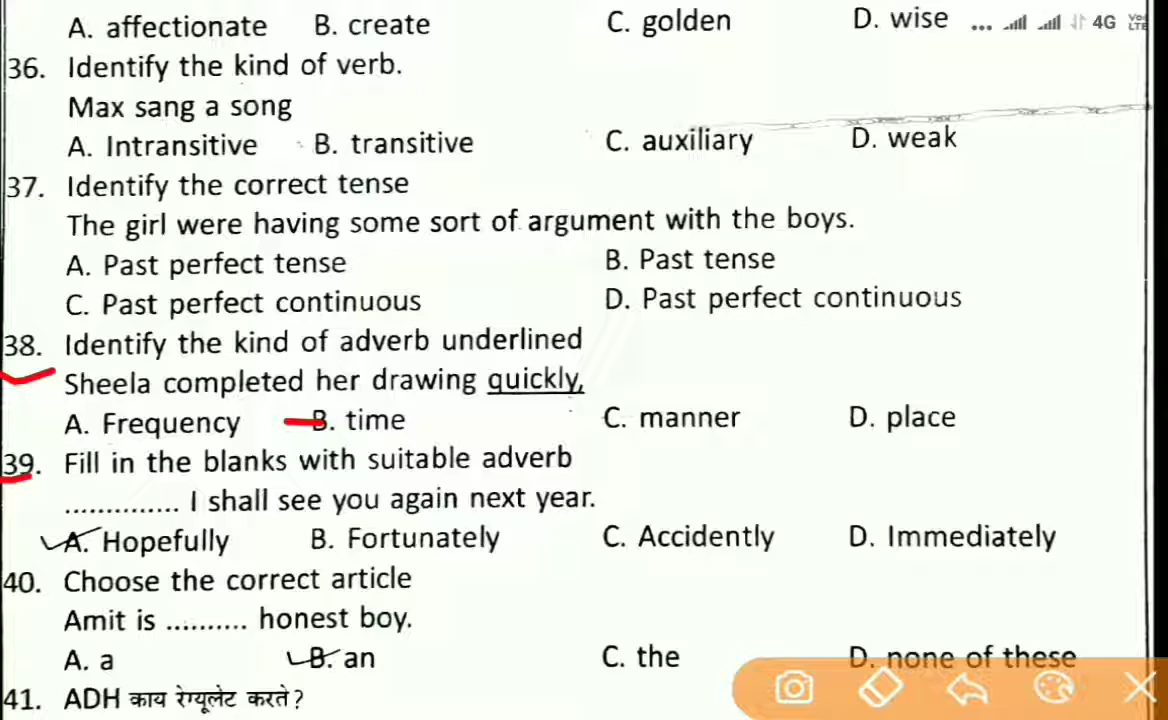 A. affectionate B. create C. golden D. wise ... 4G VoLTE
36. Identify the kind of verb.
Max sang a song
A. Intransitive B. transitive C. auxiliary D. weak
37. Identify the correct tense
The girl were having some sort of argument with the boys.
A. Past perfect tense B. Past tense
C. Past perfect continuous D. Past perfect continuous
38. Identify the kind of adverb underlined
Sheela completed her drawing quickly,
A. Frequency B. time C. manner D. place
39. Fill in the blanks with suitable adverb
.............. I shall see you again next year.
A. Hopefully B. Fortunately C. Accidently D. Immediately
40. Choose the correct article
Amit is .......... honest boy.
A. a B. an C. the D. none of these
41. ADH काय रेग्यूलेट करते?